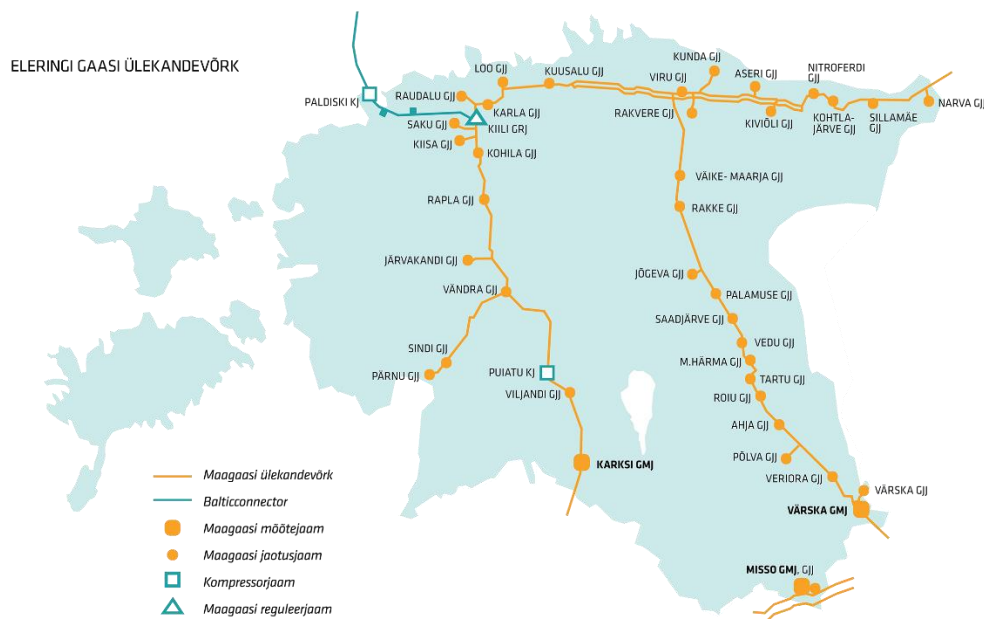 ELERINGI GAASI ÜLEKANDEVÕRK
PALDISKI KJ
RAUDALU GJJ
LOO GJJ
KUUSALU GJJ
VIRU GJJ
KUNDA GJJ
ASERI GJJ
NITROFERDI
GJJ
NARVA GJJ
KARLA GJJ
KIILI GRJ
SAKU GJJ
KIISA GJJ
KOHILA GJJ
RAKVERE GJJ
KIVIÕLI GJJ
KOHTLA-
JÄRVE GJJ
SILLAMÄE
GJJ
VÄIKE- MAARJA GJJ
RAPLA GJJ
RAKKE GJJ
JÄRVAKANDI GJJ
JÕGEVA GJJ
VÄNDRA GJJ
PALAMUSE GJJ
SAADJÄRVE GJJ
VEDU GJJ
SINDI GJJ
M.HÄRMA GJJ
PÄRNU GJJ
PUIATU KJ
TARTU GJJ
VILJANDI GJJ
ROIU GJJ
AHJA GJJ
PÕLVA GJJ
KARKSI GMJ
VERIORA GJJ
VÄRSKA GJJ
VÄRSKA GMJ
MISSO GMJ, GJJ
Maagaasi ülekandevõrk
Balticconnector
Maagaasi mõõtejaam
Maagaasi jaotusjaam
Kompressorjaam
Maagaasi reguleerjaam